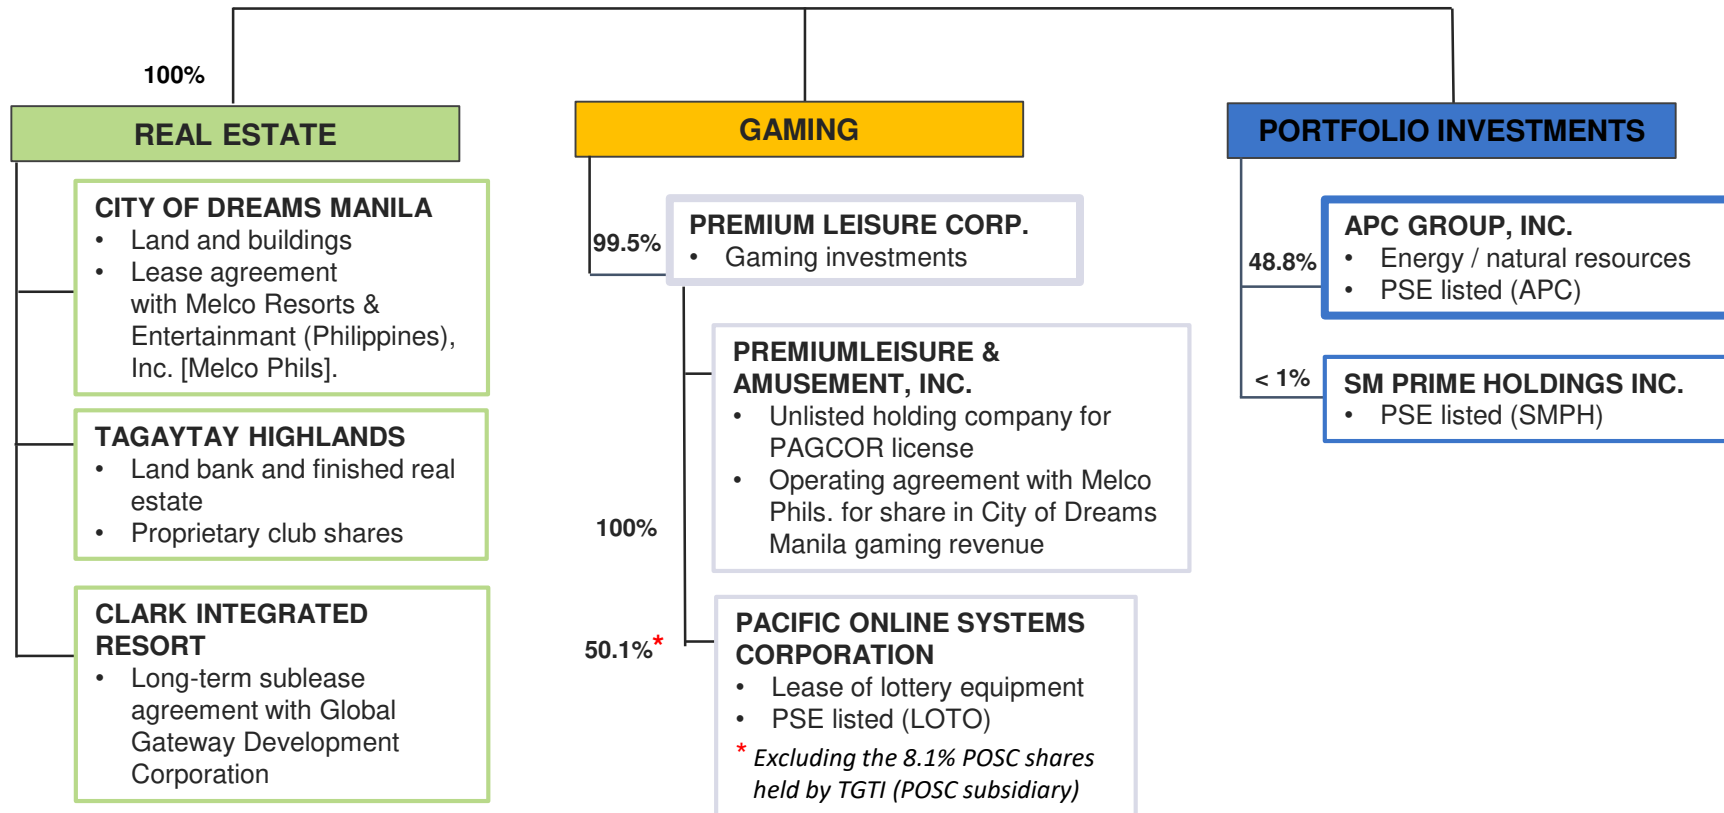 100%
REAL ESTATE
CITY OF DREAMS MANILA
• Land and buildings
• Lease agreement
with Melco Resorts &
Entertainmant (Philippines),
Inc. [Melco Phils].
TAGAYTAY HIGHLANDS
• Land bank and finished real
estate
• Proprietary club shares
CLARK INTEGRATED
RESORT
• Long-term sublease
agreement with Global
Gateway Development
Corporation
GAMING
99.5%
PREMIUM LEISURE CORP.
• Gaming investments
100%
PREMIUMLEISURE &
AMUSEMENT, INC.
• Unlisted holding company for
PAGCOR license
• Operating agreement with Melco
Phils. for share in City of Dreams
Manila gaming revenue
50.1%*
PACIFIC ONLINE SYSTEMS
CORPORATION
• Lease of lottery equipment
• PSE listed (LOTO)
* Excluding the 8.1% POSC shares
held by TGTI (POSC subsidiary)
PORTFOLIO INVESTMENTS
48.8%
APC GROUP, INC.
• Energy / natural resources
• PSE listed (APC)
< 1%
SM PRIME HOLDINGS INC.
• PSE listed (SMPH)